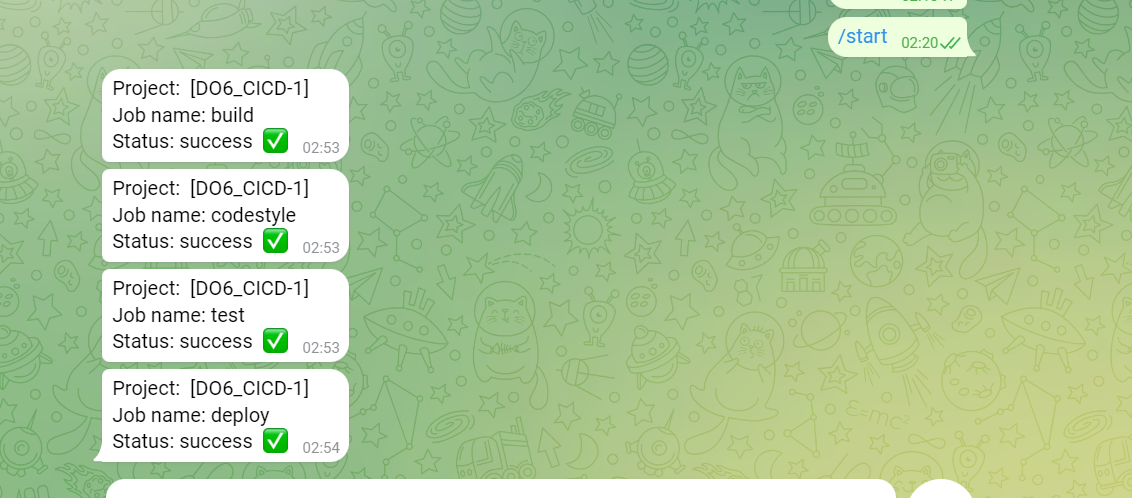 /start 02:20
Project: [DO6_CICD-1]
Job name: build
Status: success ✅ 02:53
Project: [DO6_CICD-1]
Job name: codestyle
Status: success ✅ 02:53
Project: [DO6_CICD-1]
Job name: test
Status: success ✅ 02:53
Project: [DO6_CICD-1]
Job name: deploy
Status: success ✅ 02:54
E=mc²